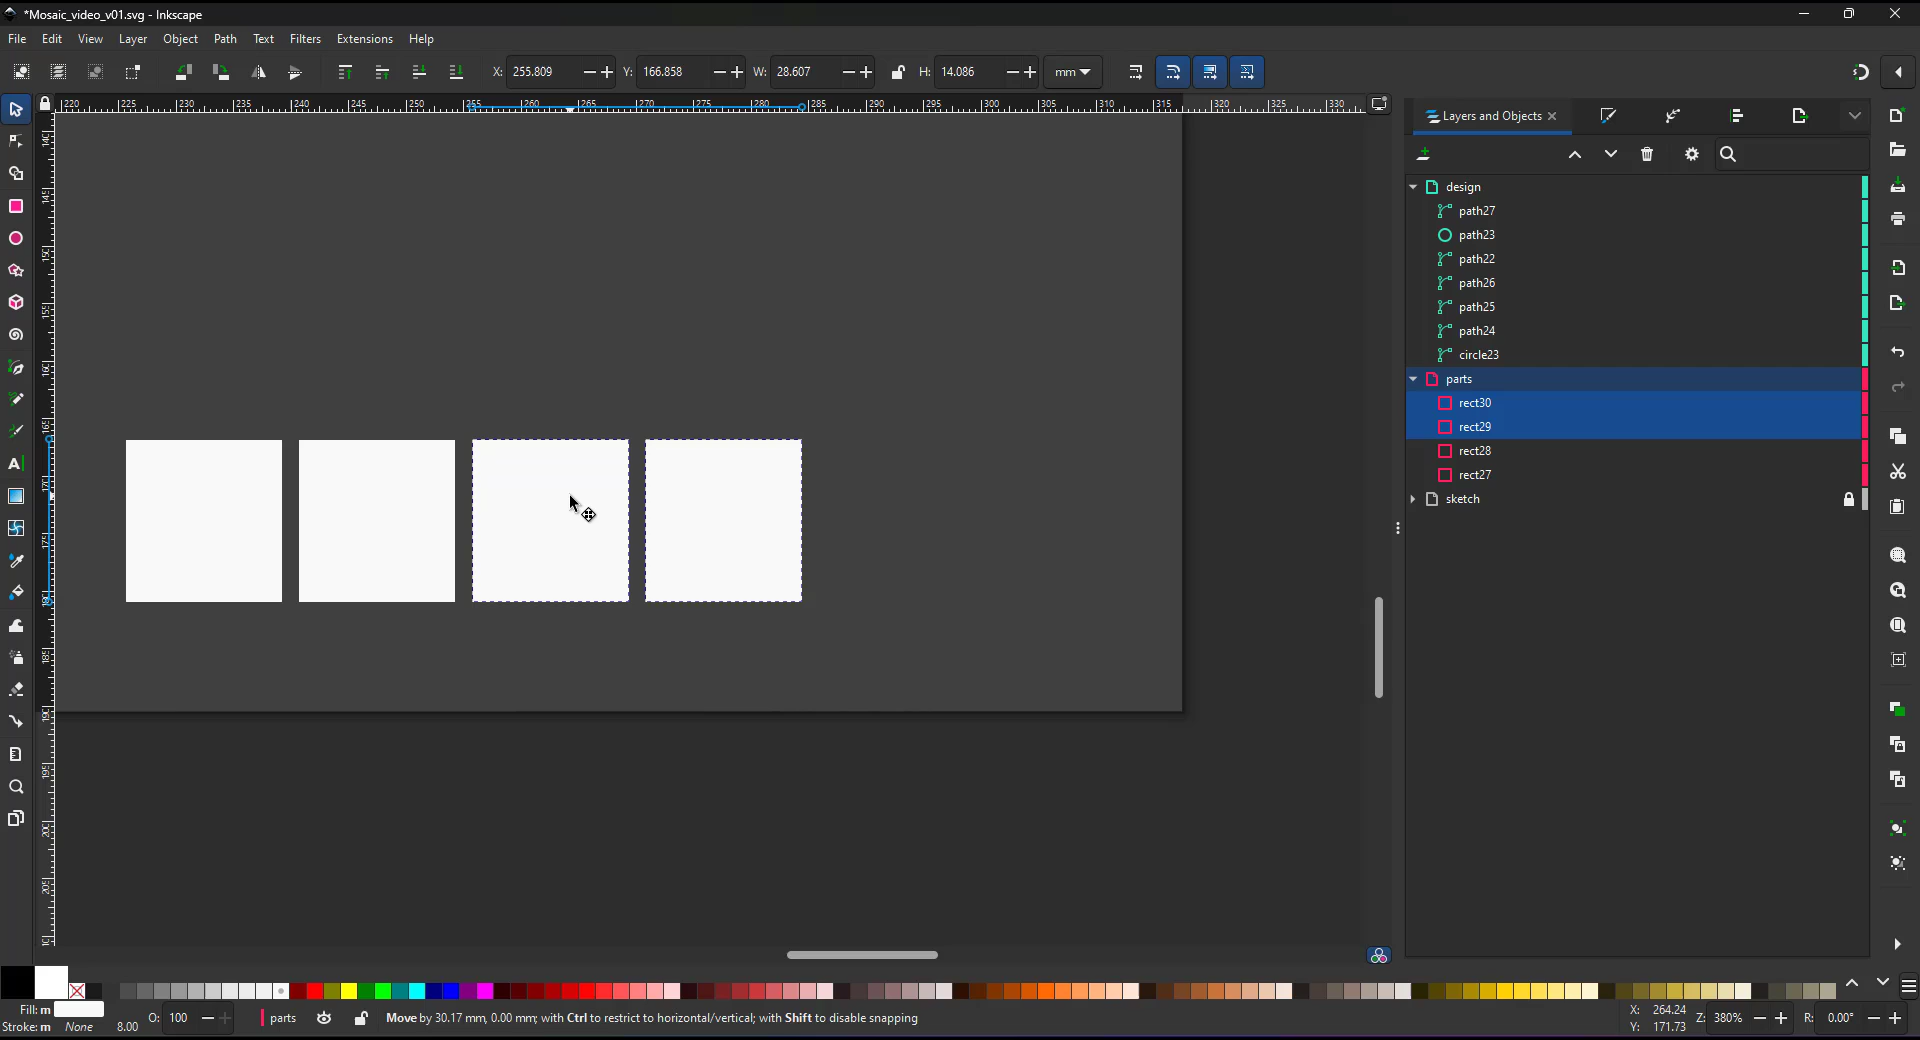 *Mosaic_video_v01.svg - Inkscape
File Edit View Layer Object Path Text Filters Extensions Help
X: 255.809 Y: 166.858 W: 28.607 H: 14.086 mm
220 225 230 235 240 245 250 255 260 265 270 275 280 285 290 295 300 305 310 315 320 325 330
Layers and Objects
design
path27
path23
path22
path26
path25
path24
circle23
parts
rect30
rect29
rect28
rect27
sketch
Fill: m
Stroke: m None 8.00
O: 100
parts
Move by 30.17 mm, 0.00 mm; with Ctrl to restrict to horizontal/vertical; with Shift to disable snapping
X: 264.24
Y: 171.73
Z: 380%
R: 0.00°